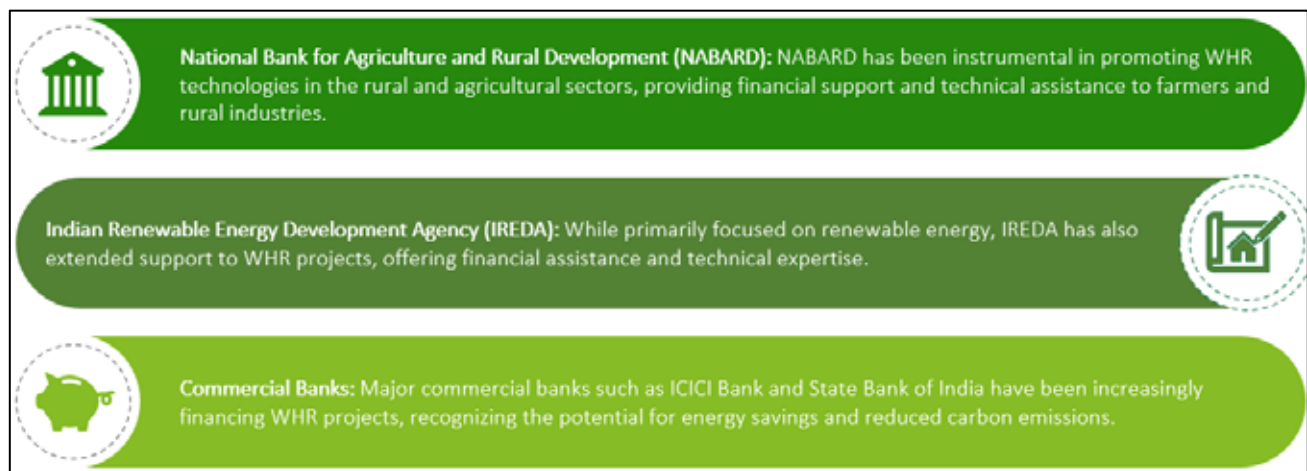 National Bank for Agriculture and Rural Development (NABARD): NABARD has been instrumental in promoting WHR
technologies in the rural and agricultural sectors, providing financial support and technical assistance to farmers and
rural industries.
Indian Renewable Energy Development Agency (IREDA): While primarily focused on renewable energy, IREDA has also
extended support to WHR projects, offering financial assistance and technical expertise.
Commercial Banks: Major commercial banks such as ICICI Bank and State Bank of India have been increasingly
financing WHR projects, recognizing the potential for energy savings and reduced carbon emissions.